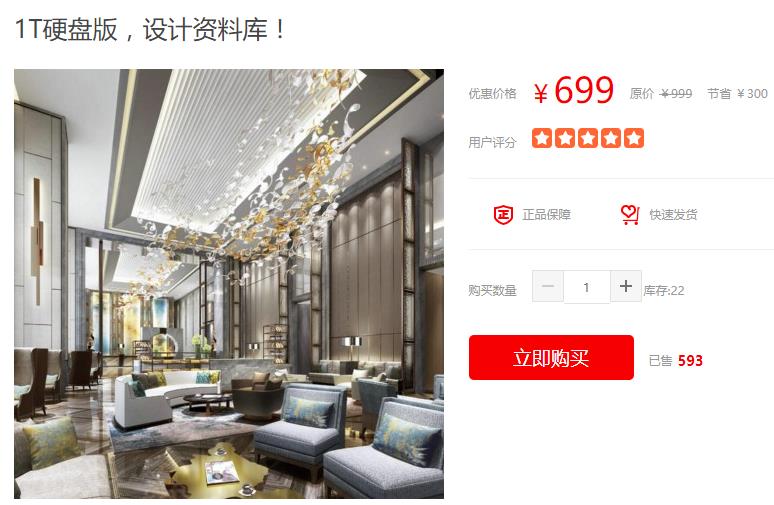 1T硬盘版，设计资料库！
优惠价格 ￥699 原价 ￥999 节省 ￥300
用户评分
正品保障 快速发货
购买数量 1 库存:22
立即购买 已售 593